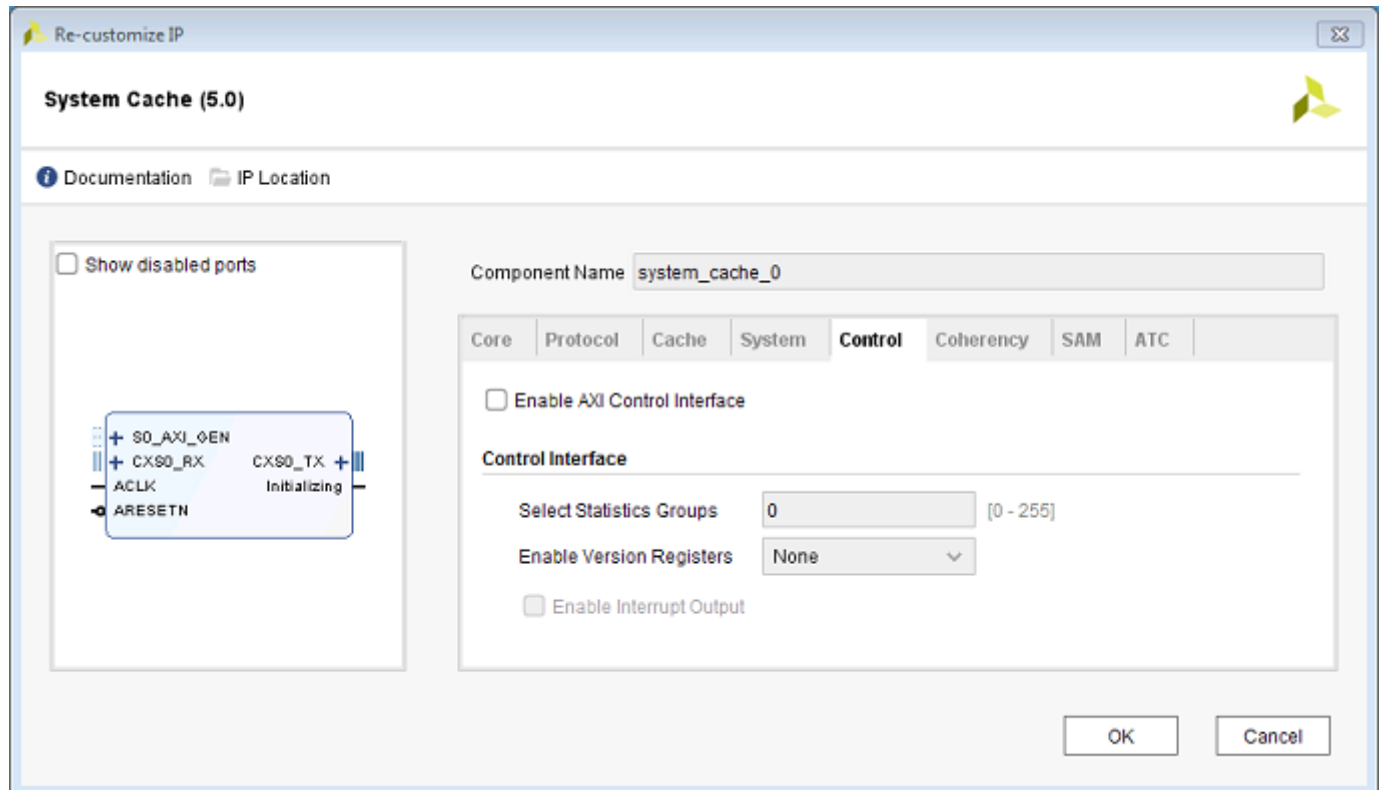 Re-customize IP
System Cache (5.0)
Documentation IP Location
Show disabled ports
S0_AXI_GEN
CXS0_RX CXS0_TX
ACLK Initializing
ARESETN
Component Name system_cache_0
Core Protocol Cache System Control Coherency SAM ATC
Enable AXI Control Interface
Control Interface
Select Statistics Groups 0 [0 - 255]
Enable Version Registers None
Enable Interrupt Output
OK Cancel